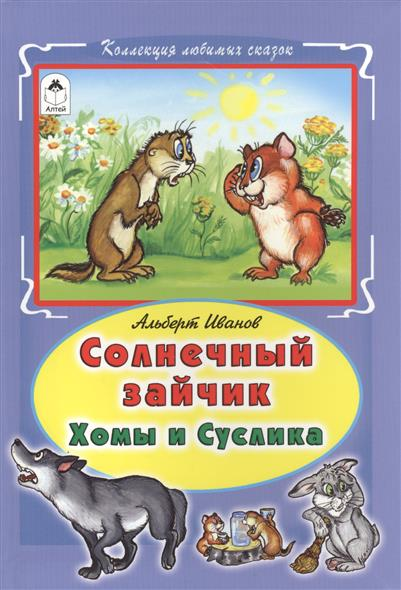 Коллекция любимых сказок
Алтей
Альберт Иванов
Солнечный
зайчик
Хомы и Суслика